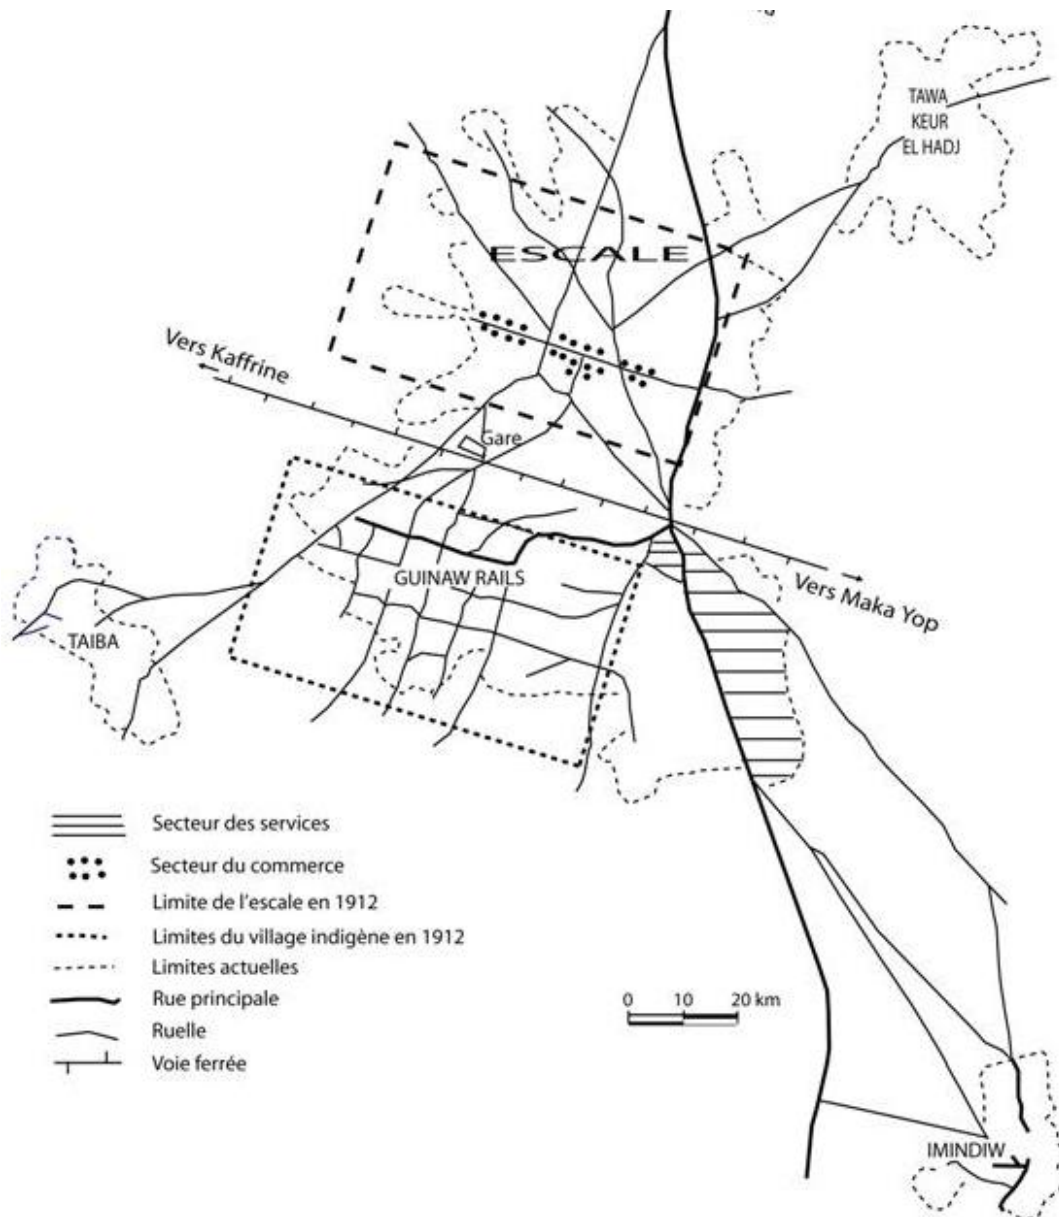 TAWA
KEUR
EL HADJ
ESCALE
Vers Kaffrine
Gare
GUINAW RAILS
Vers Maka Yop
TAIBA
Secteur des services
Secteur du commerce
Limite de l'escale en 1912
Limites du village indigène en 1912
Limites actuelles
Rue principale
Ruelle
Voie ferrée
0 10 20 km
IMINDIW